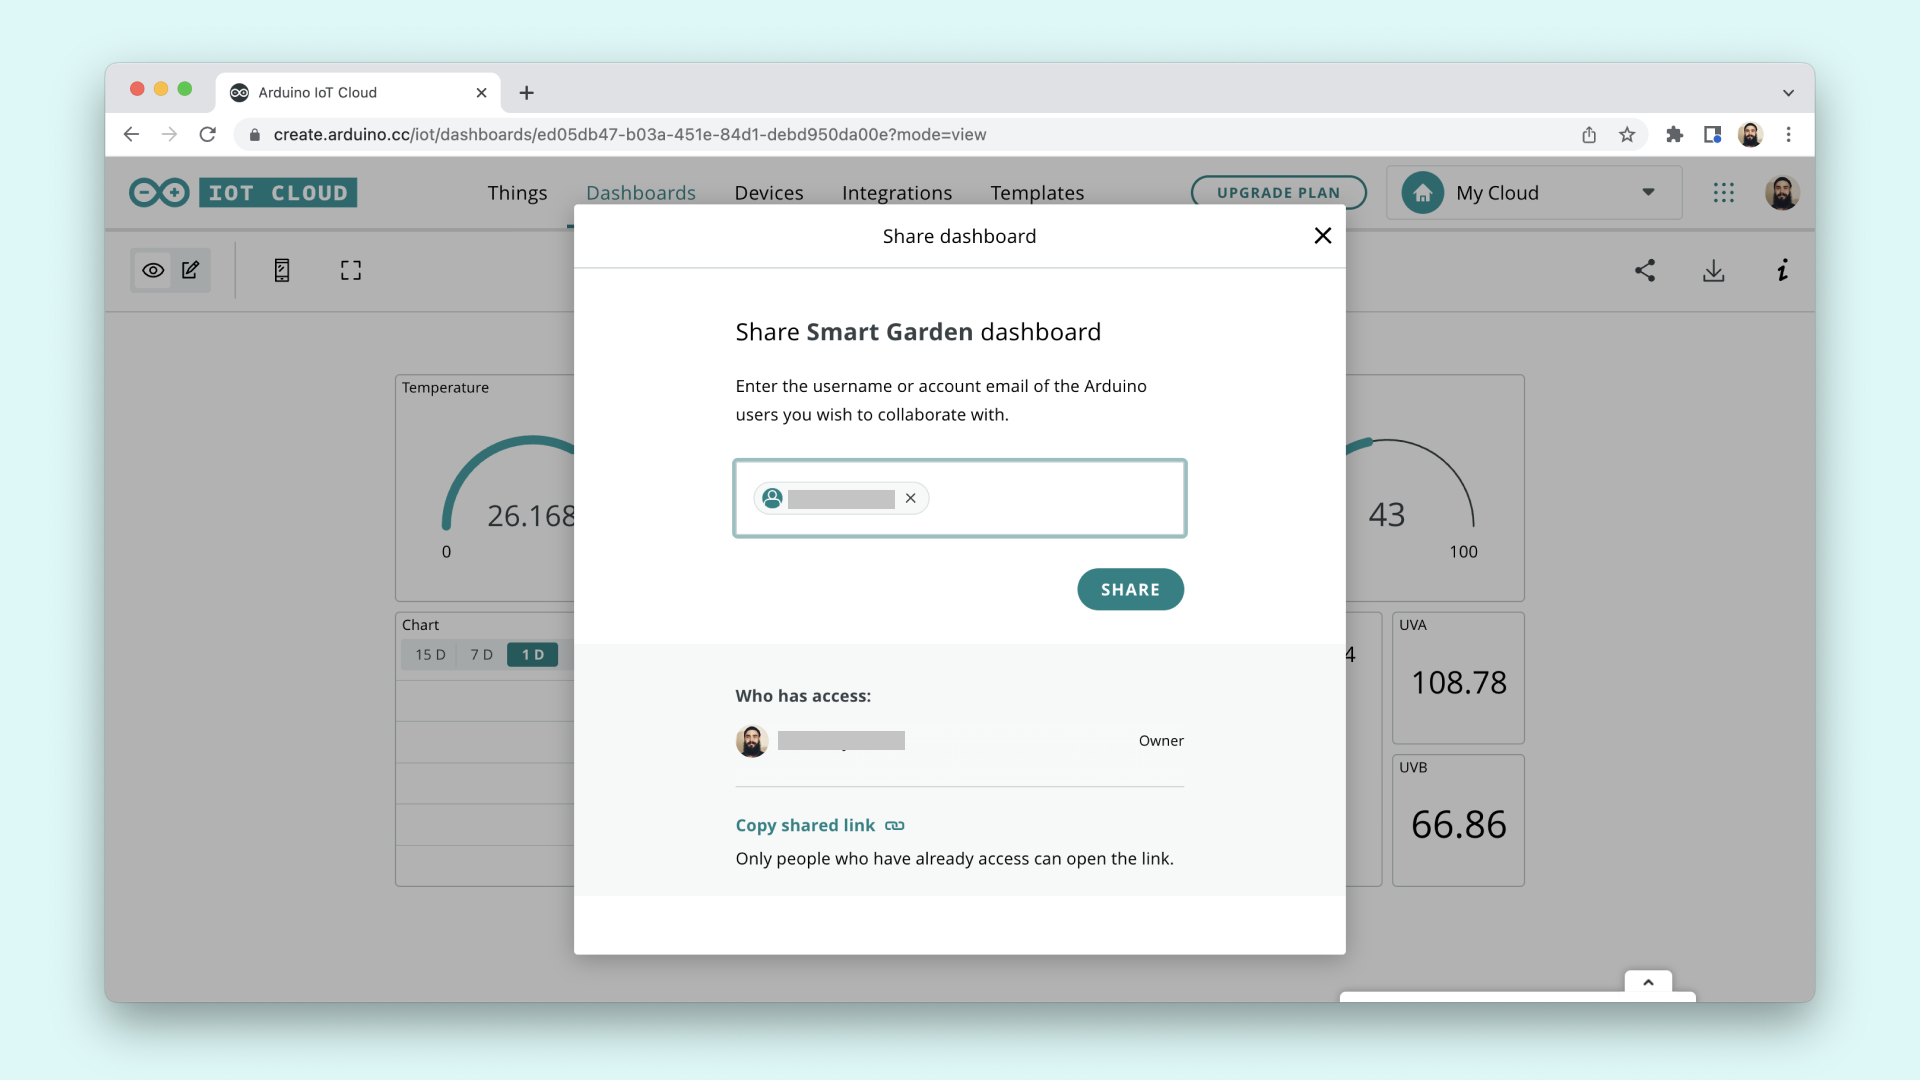 Arduino IoT Cloud
create.arduino.cc/iot/dashboards/ed05db47-b03a-451e-84d1-debd950da00e?mode=view
IOT CLOUD
Things
Dashboards
Devices
Integrations
Templates
UPGRADE PLAN
My Cloud
Share dashboard
Share Smart Garden dashboard
Enter the username or account email of the Arduino
users you wish to collaborate with.
SHARE
Who has access:
Owner
Copy shared link
Only people who have already access can open the link.
Temperature
26.168
0
43
100
Chart
15 D
7 D
1 D
4
UVA
108.78
UVB
66.86